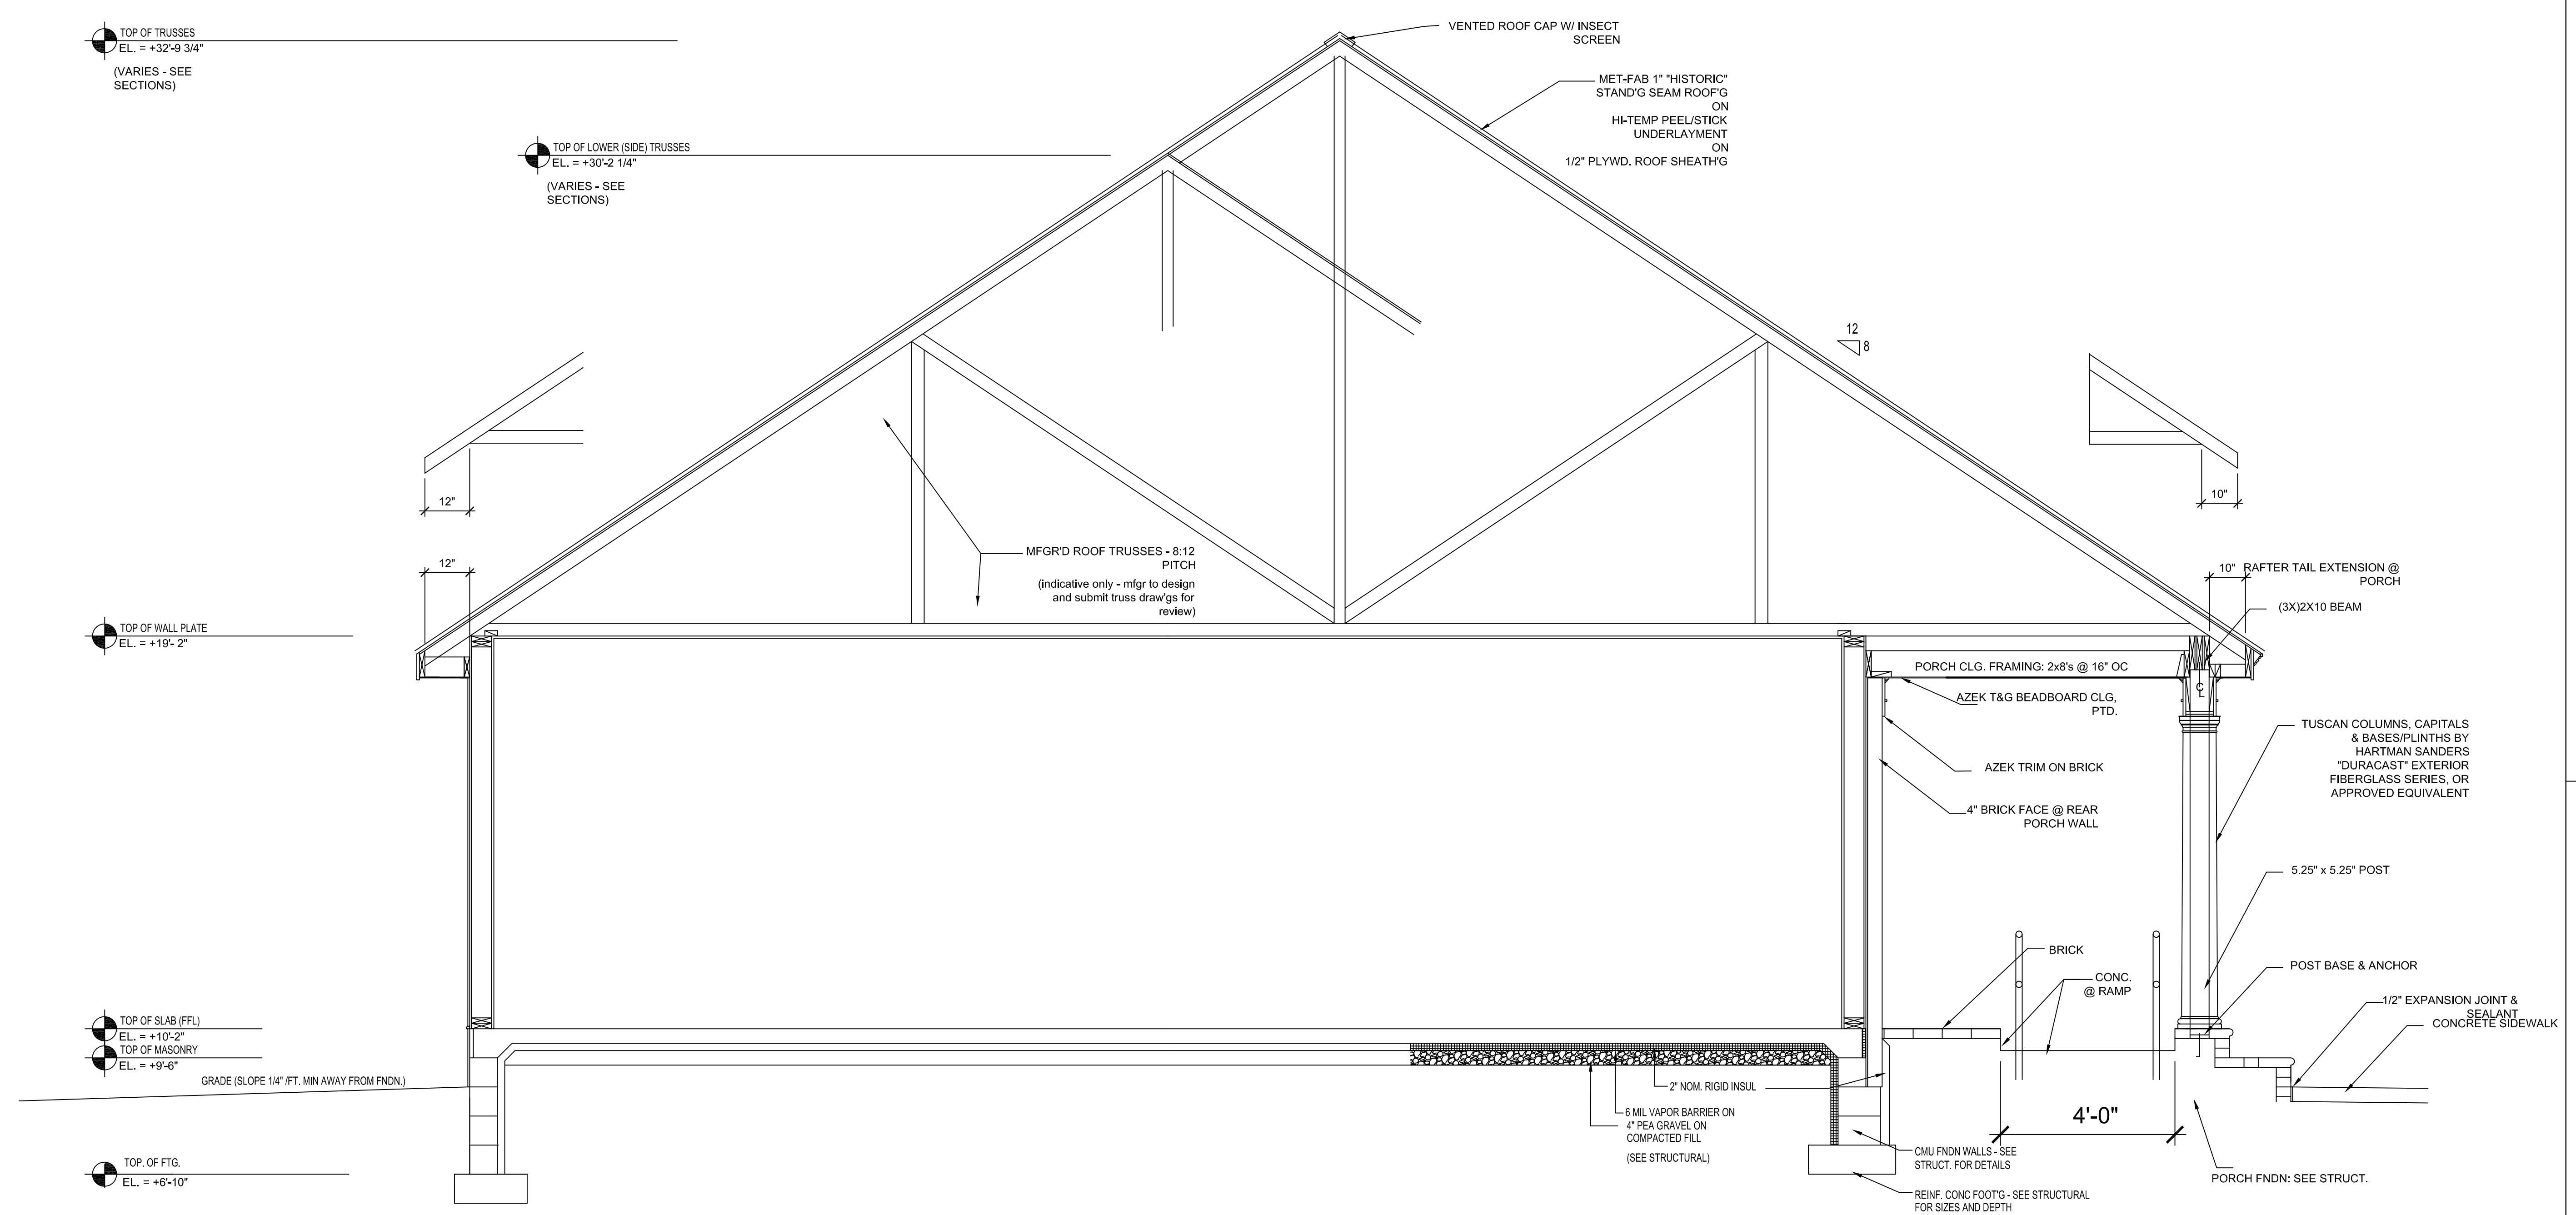 TOP OF TRUSSES
EL. = +32'-9 3/4"
(VARIES - SEE
SECTIONS)
TOP OF LOWER (SIDE) TRUSSES
EL. = +30'-2 1/4"
(VARIES - SEE
SECTIONS)
VENTED ROOF CAP W/ INSECT
SCREEN
MET-FAB 1" "HISTORIC"
STAND'G SEAM ROOF'G
ON
HI-TEMP PEEL/STICK
UNDERLAYMENT
ON
1/2" PLYWD. ROOF SHEATH'G
12
8
12"
10"
12"
MFGR'D ROOF TRUSSES - 8:12
PITCH
(indicative only - mfgr to design
and submit truss draw'gs for
review)
10"
RAFTER TAIL EXTENSION @
PORCH
(3X)2X10 BEAM
TOP OF WALL PLATE
EL. = +19'- 2"
PORCH CLG. FRAMING: 2x8's @ 16" OC
CL
AZEK T&G BEADBOARD CLG,
PTD.
TUSCAN COLUMNS, CAPITALS
& BASES/PLINTHS BY
HARTMAN SANDERS
"DURACAST" EXTERIOR
FIBERGLASS SERIES, OR
APPROVED EQUIVALENT
AZEK TRIM ON BRICK
4" BRICK FACE @ REAR
PORCH WALL
5.25" x 5.25" POST
BRICK
CONC.
@ RAMP
POST BASE & ANCHOR
1/2" EXPANSION JOINT &
SEALANT
CONCRETE SIDEWALK
TOP OF SLAB (FFL)
EL. = +10'-2"
TOP OF MASONRY
EL. = +9'-6"
GRADE (SLOPE 1/4" /FT. MIN AWAY FROM FNDN.)
2" NOM. RIGID INSUL
6 MIL VAPOR BARRIER ON
4" PEA GRAVEL ON
COMPACTED FILL
(SEE STRUCTURAL)
4'-0"
CMU FNDN WALLS - SEE
STRUCT. FOR DETAILS
PORCH FNDN: SEE STRUCT.
TOP. OF FTG.
EL. = +6'-10"
REINF. CONC FOOT'G - SEE STRUCTURAL
FOR SIZES AND DEPTH